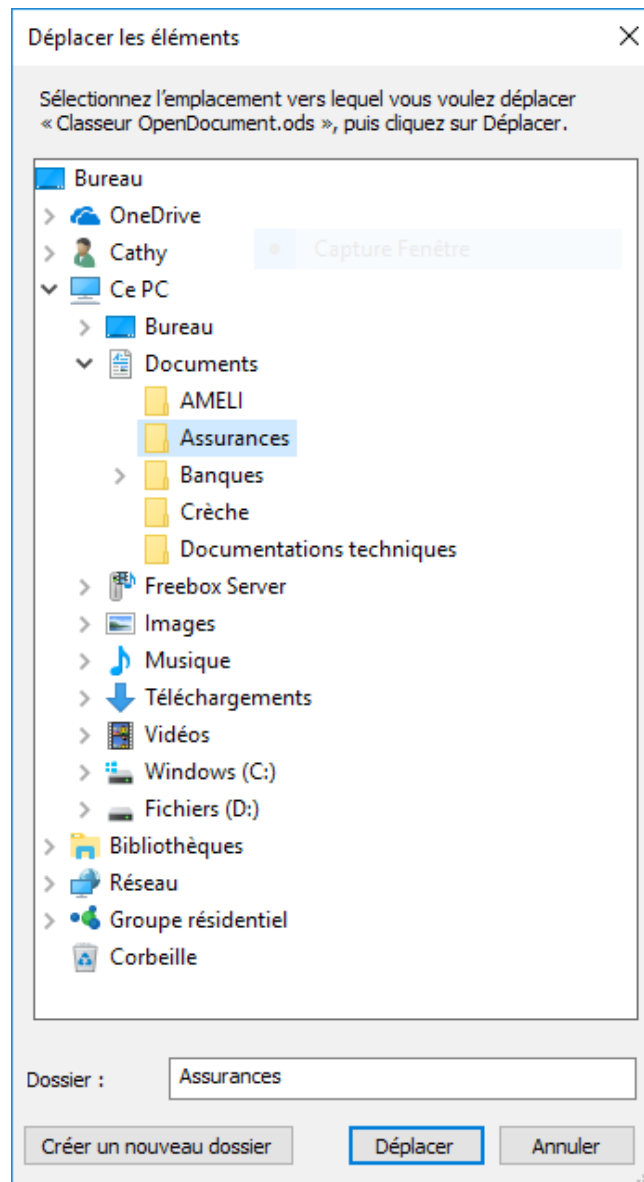 Déplacer les éléments
Sélectionnez l'emplacement vers lequel vous voulez déplacer
« Classeur OpenDocument.ods », puis cliquez sur Déplacer.
Bureau
OneDrive
Cathy
Capture Fenêtre
Ce PC
Bureau
Documents
AMELI
Assurances
Banques
Crèche
Documentations techniques
Freebox Server
Images
Musique
Téléchargements
Vidéos
Windows (C:)
Fichiers (D:)
Bibliothèques
Réseau
Groupe résidentiel
Corbeille
Dossier : Assurances
Créer un nouveau dossier Déplacer Annuler